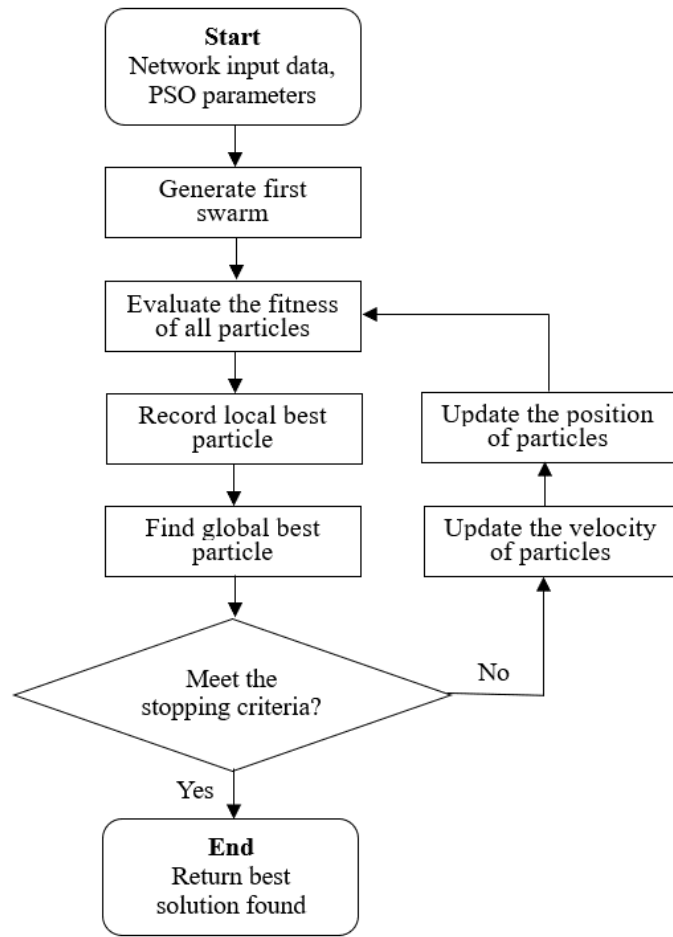 Start
Network input data,
PSO parameters
Generate first
swarm
Evaluate the fitness
of all particles
Record local best
particle
Update the position
of particles
Find global best
particle
Update the velocity
of particles
Meet the
stopping criteria?
No
Yes
End
Return best
solution found